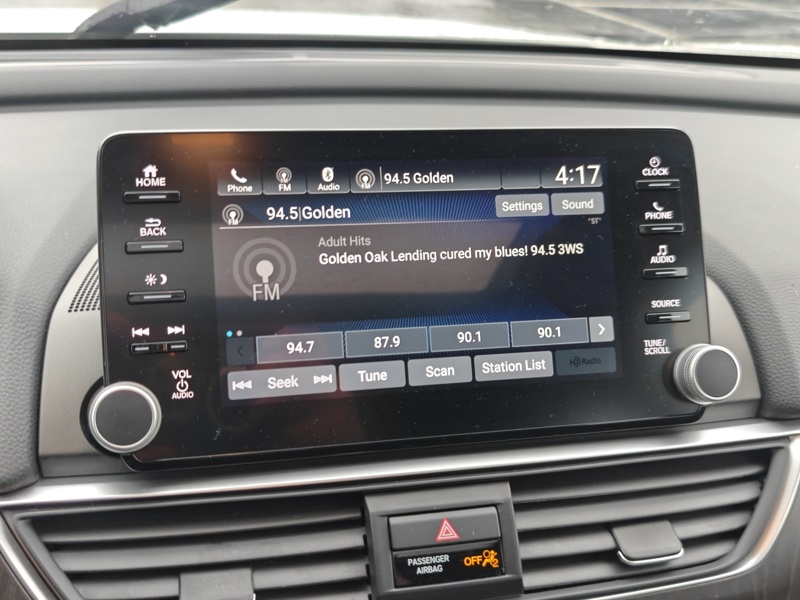 HOME
BACK
VOL
AUDIO
Phone
FM
Audio
94.5 Golden
4:17
94.5|Golden
Settings
Sound
"ST"
FM
Adult Hits
Golden Oak Lending cured my blues! 94.5 3WS
94.7
87.9
90.1
90.1
Seek
Tune
Scan
Station List
HD Radio
CLOCK
PHONE
AUDIO
SOURCE
TUNE/
SCROLL
PASSENGER
AIRBAG
OFF
2